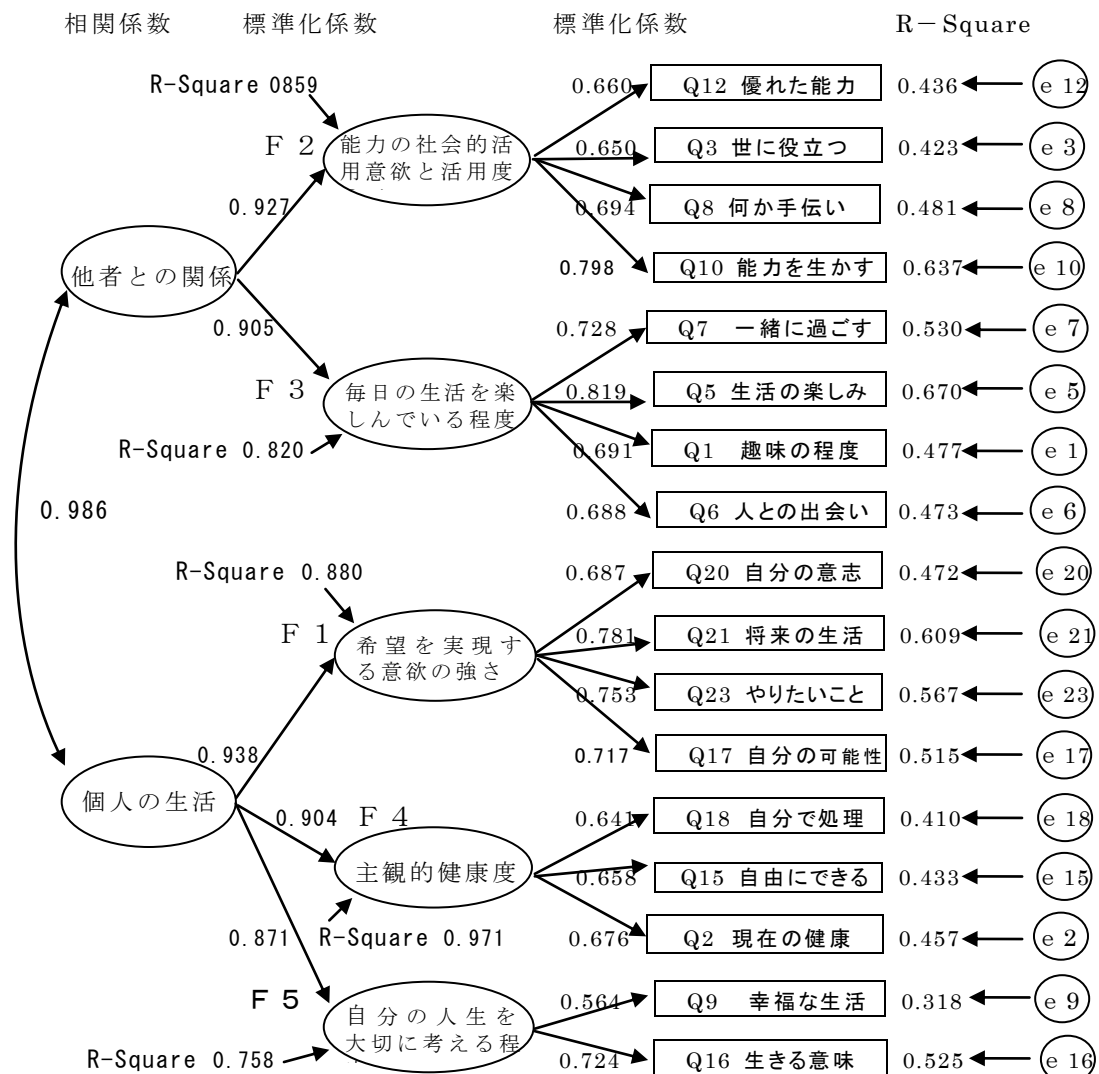 相関係数 標準化係数 標準化係数 R－Square
R-Square 0859
0.660 Q12 優れた能力 0.436 e 12
F 2 能力の社会的活
用意欲と活用度
0.650 Q3 世に役立つ 0.423 e 3
0.927
0.694 Q8 何か手伝い 0.481 e 8
他者との関係
0.798 Q10 能力を生かす 0.637 e 10
0.905
0.728 Q7 一緒に過ごす 0.530 e 7
F 3 毎日の生活を楽
しんでいる程度
0.819 Q5 生活の楽しみ 0.670 e 5
R-Square 0.820
0.691 Q1 趣味の程度 0.477 e 1
0.986
0.688 Q6 人との出会い 0.473 e 6
R-Square 0.880
0.687 Q20 自分の意志 0.472 e 20
F 1 希望を実現す
る意欲の強さ
0.781 Q21 将来の生活 0.609 e 21
0.753 Q23 やりたいこと 0.567 e 23
0.938
0.717 Q17 自分の可能性 0.515 e 17
個人の生活
0.904 F 4
0.641 Q18 自分で処理 0.410 e 18
主観的健康度
0.658 Q15 自由にできる 0.433 e 15
0.871 R-Square 0.971
0.676 Q2 現在の健康 0.457 e 2
F 5 自分の人生を
大切に考える程
0.564 Q9 幸福な生活 0.318 e 9
R-Square 0.758
0.724 Q16 生きる意味 0.525 e 16